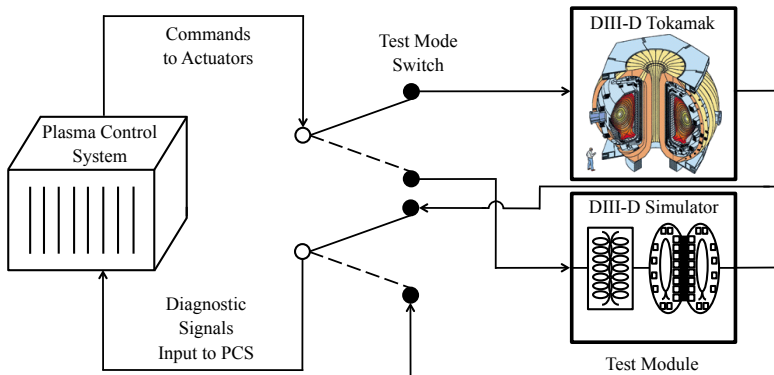 Commands
to Actuators
Test Mode
Switch
DIII-D Tokamak
Plasma Control
System
DIII-D Simulator
Diagnostic
Signals
Input to PCS
Test Module